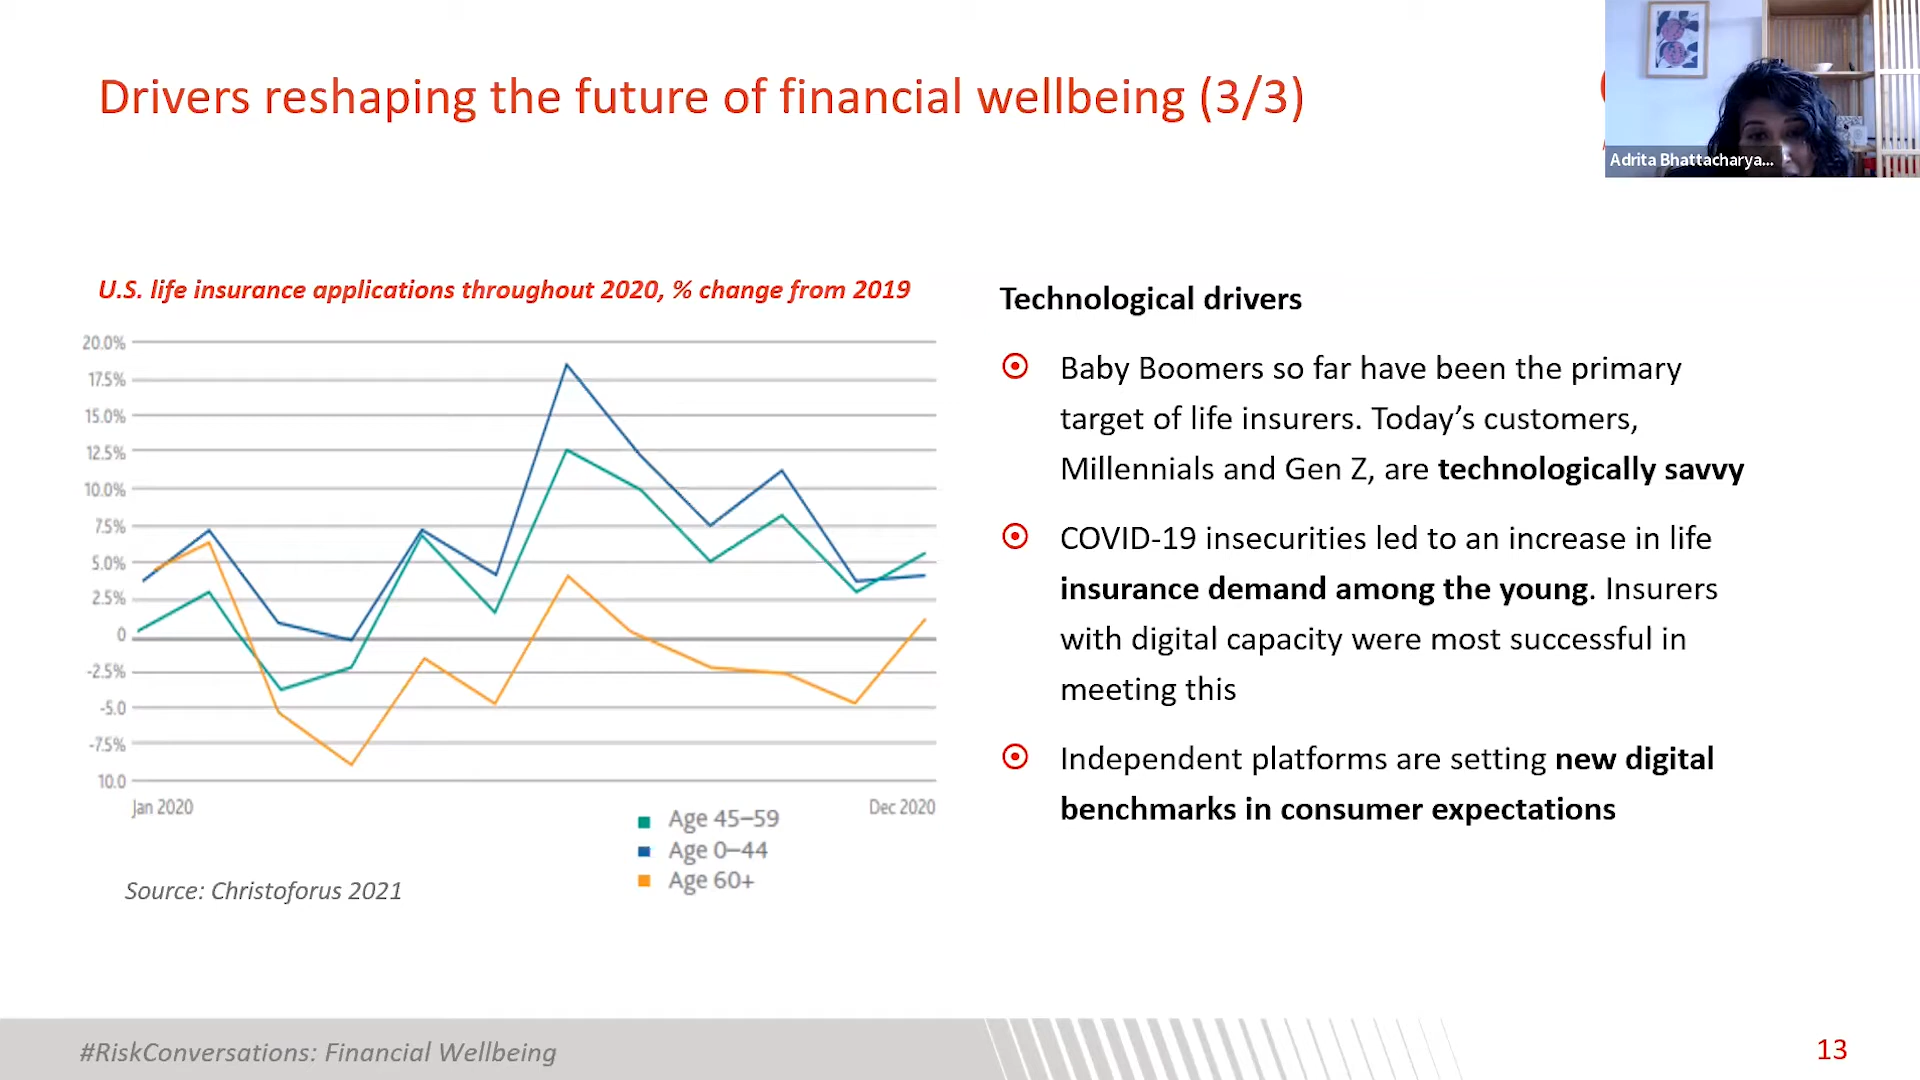 Drivers reshaping the future of financial wellbeing (3/3)
Adrita Bhattacharya...
U.S. life insurance applications throughout 2020, % change from 2019
20.0%
17.5%
15.0%
12.5%
10.0%
7.5%
5.0%
2.5%
0
-2.5%
-5.0
-7.5%
10.0
Jan 2020
Dec 2020
Age 45–59
Age 0–44
Age 60+
Source: Christoforus 2021
Technological drivers
Baby Boomers so far have been the primary
target of life insurers. Today’s customers,
Millennials and Gen Z, are technologically savvy
COVID-19 insecurities led to an increase in life
insurance demand among the young. Insurers
with digital capacity were most successful in
meeting this
Independent platforms are setting new digital
benchmarks in consumer expectations
#RiskConversations: Financial Wellbeing
13